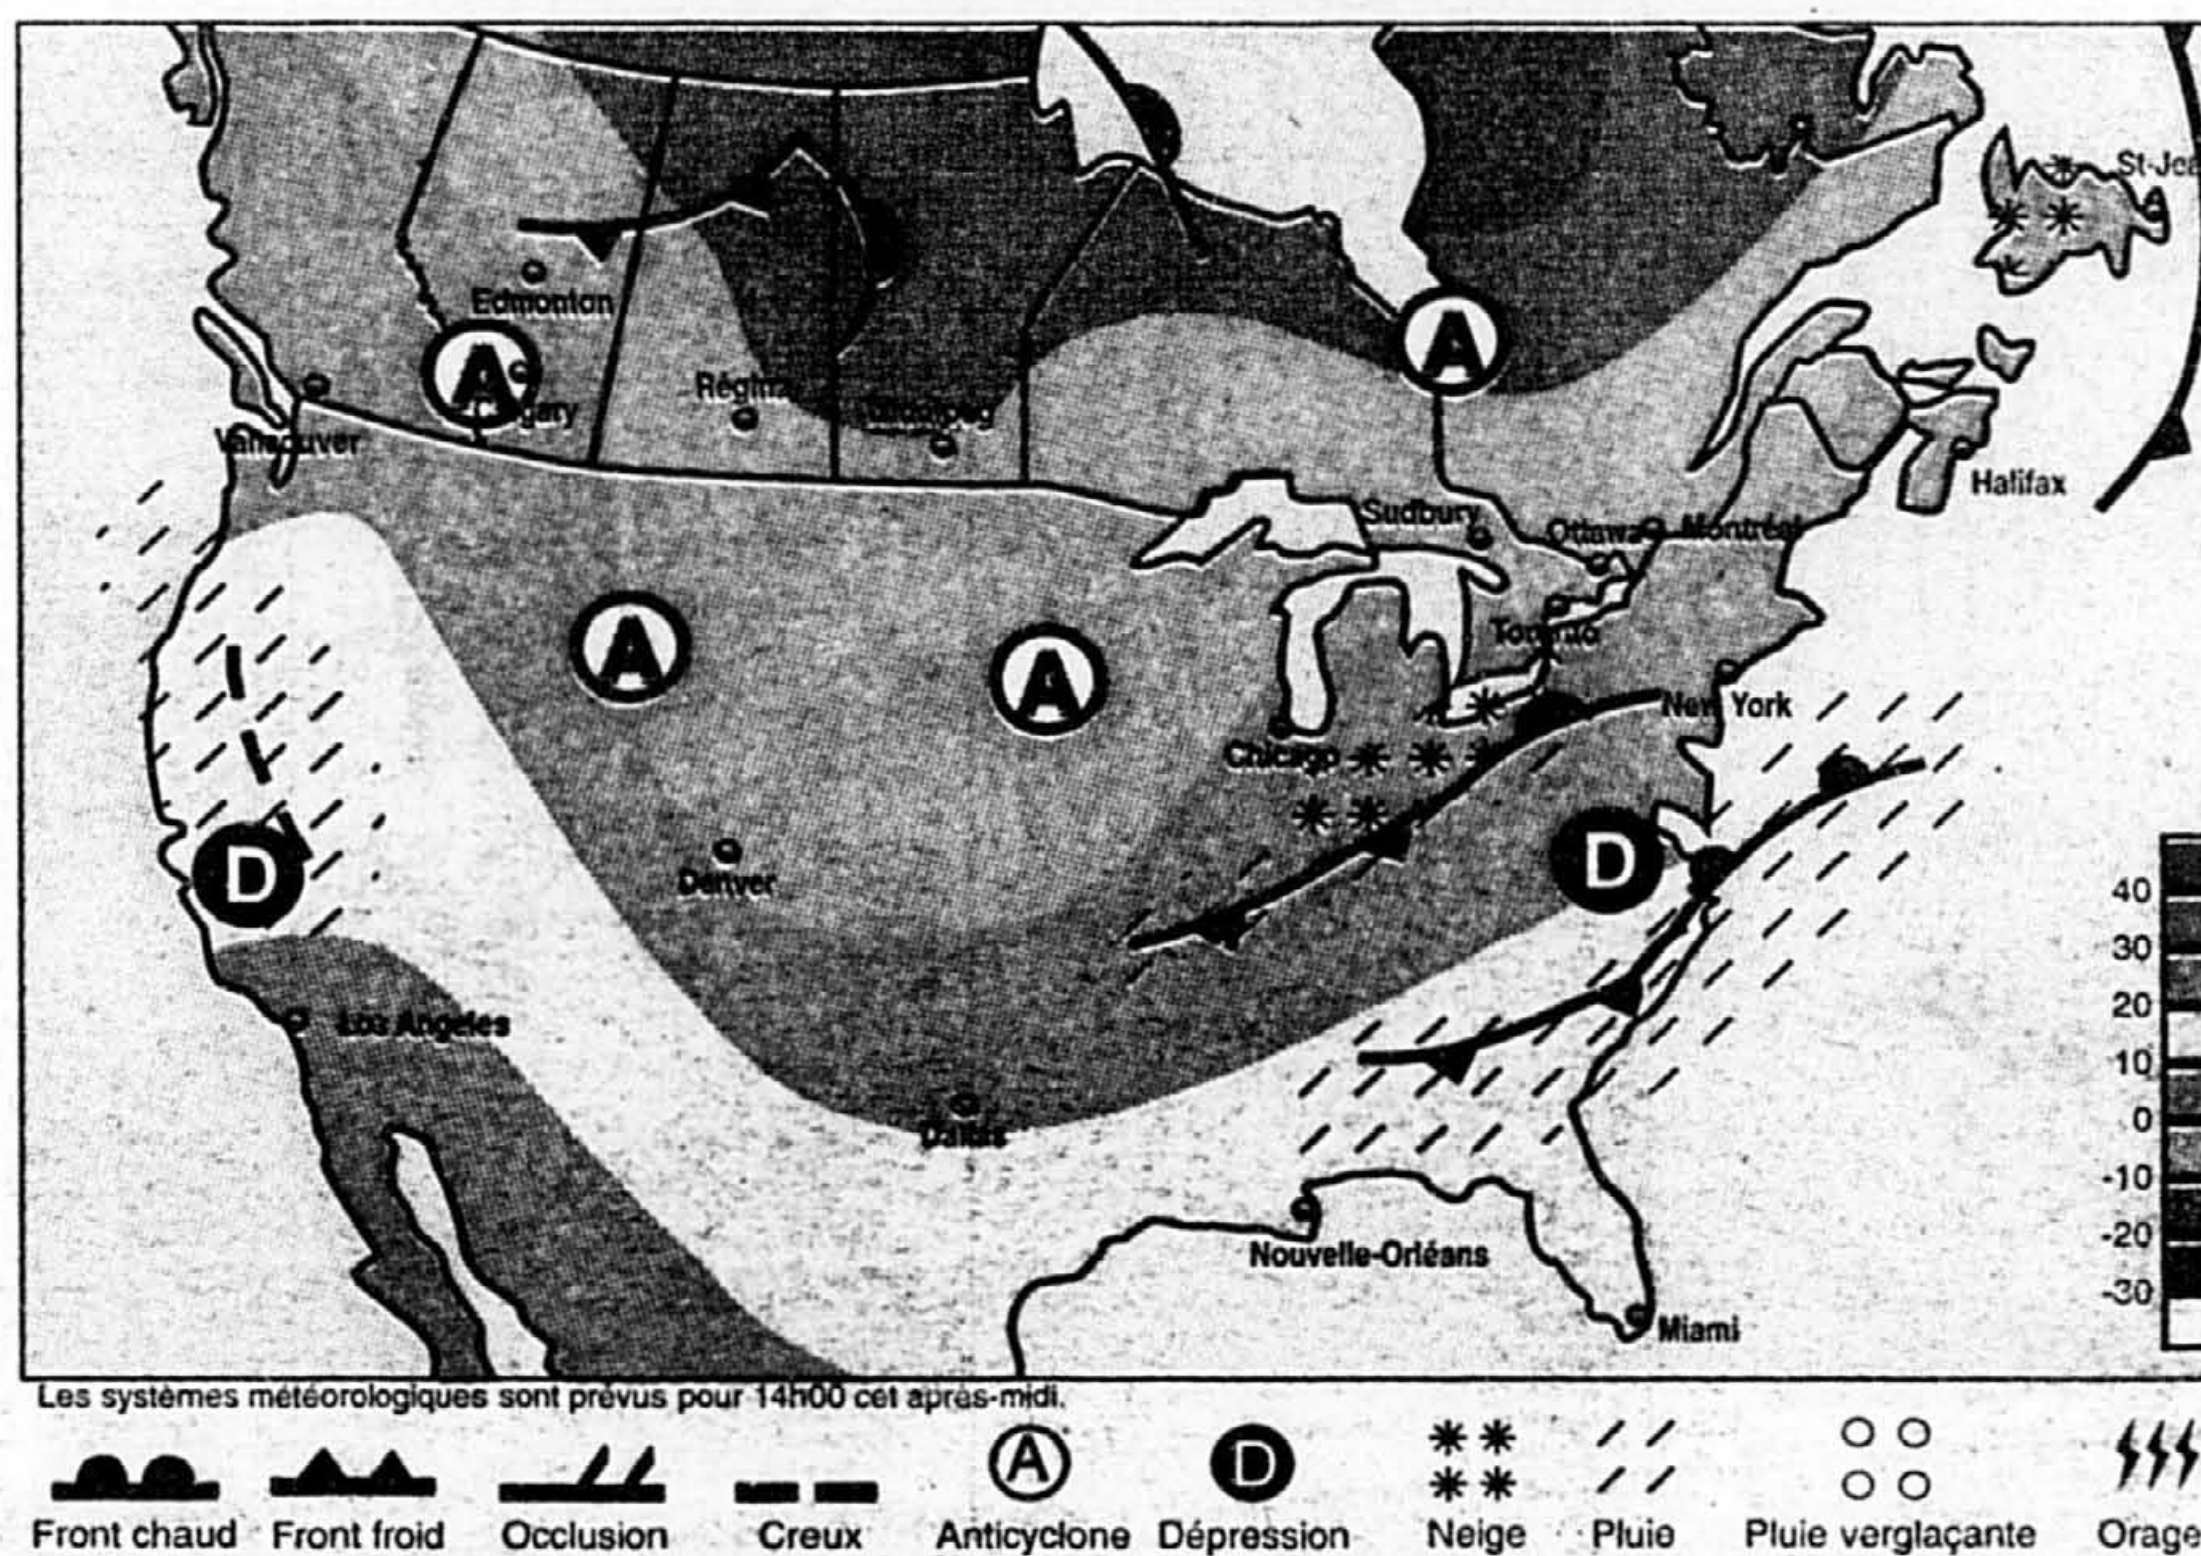 St-Jea
Edmonton
A
A
Régina
Calgary
Winnipeg
Vancouver
Halifax
Sudbury
Ottawa Montréal
A
A
Toronto
New York
Chicago
D
D
Denver
40
30
20
10
0
-10
-20
-30
Los Angeles
Dallas
Nouvelle-Orléans
Miami
Les systèmes météorologiques sont prévus pour 14h00 cet après-midi.
A
D
Front chaud Front froid Occlusion Creux Anticyclone Dépression Neige Pluie Pluie verglaçante Orage